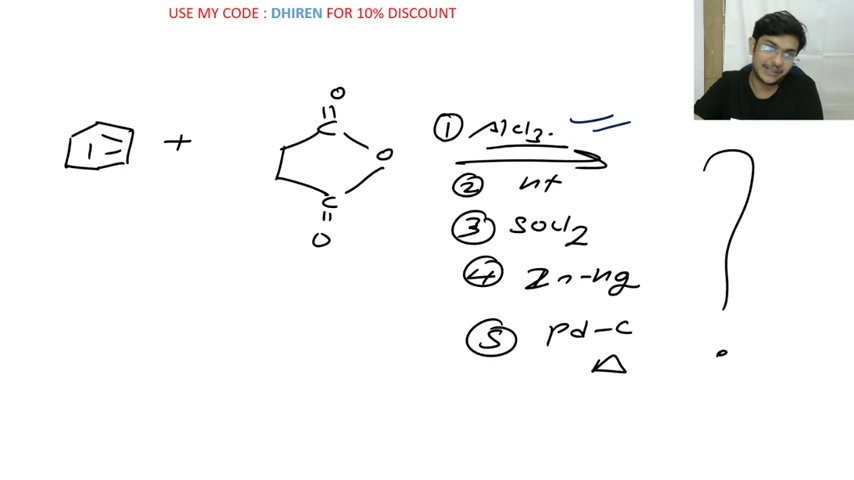 USE MY CODE : DHIREN FOR 10% DISCOUNT
+
O
C
O
C
O
① AlCl3.
② H+
③ SOCl2
④ Zn-Hg
⑤ Pd-C
Δ
?